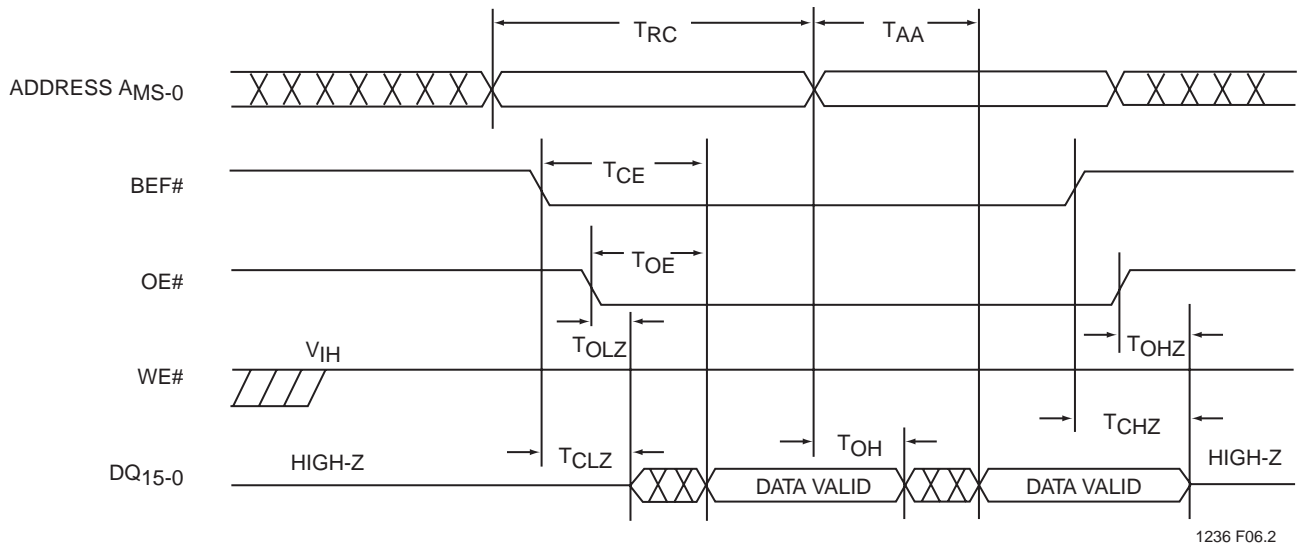 TRC
TAA
ADDRESS AMS-0
TCE
BEF#
TOE
OE#
TOLZ
TOHZ
VIH
WE#
TCHZ
TOH
TCLZ
HIGH-Z
HIGH-Z
DQ15-0
DATA VALID
DATA VALID
1236 F06.2